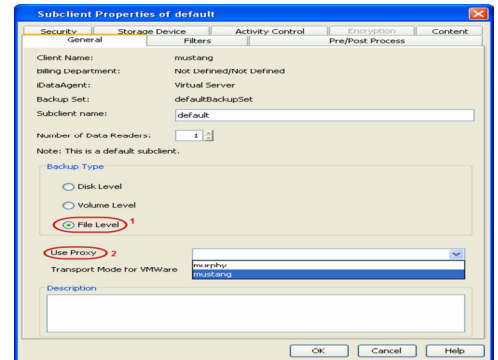 Subclient Properties of default
Security Storage Device Activity Control Encryption Content
General Filters Pre/Post Process
Client Name: mustang
Billing Department: Not Defined/Not Defined
iDataAgent: Virtual Server
Backup Set: defaultBackupSet
Subclient name: default
Number of Data Readers: 1
Note: This is a default subclient.
Backup Type
Disk Level
Volume Level
File Level 1
Use Proxy 2
murphy
Transport Mode for VMWare mustang
Description
OK Cancel Help